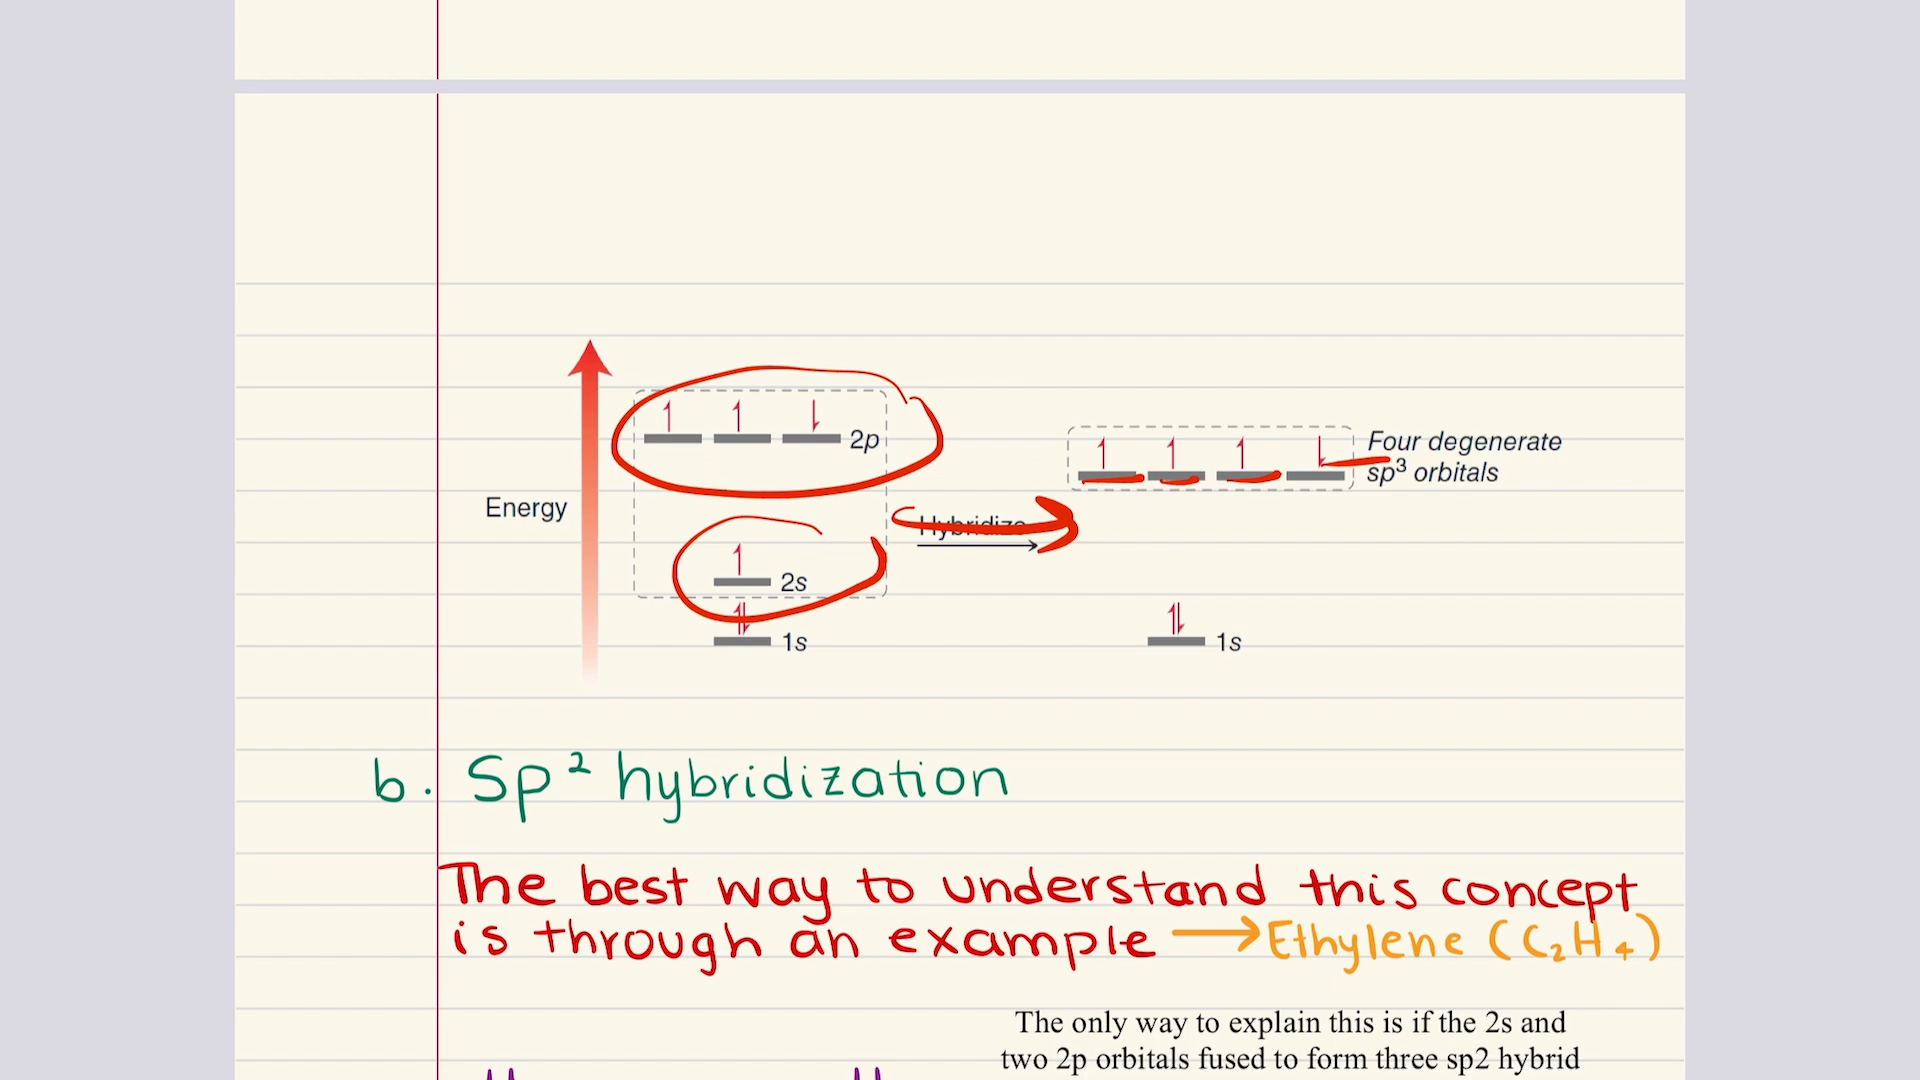 2p
Four degenerate
sp³ orbitals
Energy
Hybridize
2s
1s
1s
b. Sp² hybridization
The best way to understand this concept
is through an example → Ethylene (C₂H₄)
The only way to explain this is if the 2s and
two 2p orbitals fused to form three sp2 hybrid